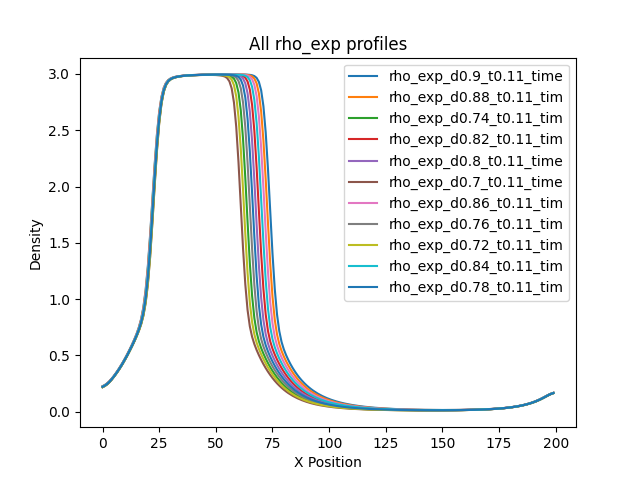 All rho_exp profiles
3.0
2.5
2.0
1.5
1.0
0.5
0.0
Density
rho_exp_d0.9_t0.11_time
rho_exp_d0.88_t0.11_tim
rho_exp_d0.74_t0.11_tim
rho_exp_d0.82_t0.11_tim
rho_exp_d0.8_t0.11_time
rho_exp_d0.7_t0.11_time
rho_exp_d0.86_t0.11_tim
rho_exp_d0.76_t0.11_tim
rho_exp_d0.72_t0.11_tim
rho_exp_d0.84_t0.11_tim
rho_exp_d0.78_t0.11_tim
0 25 50 75 100 125 150 175 200
X Position